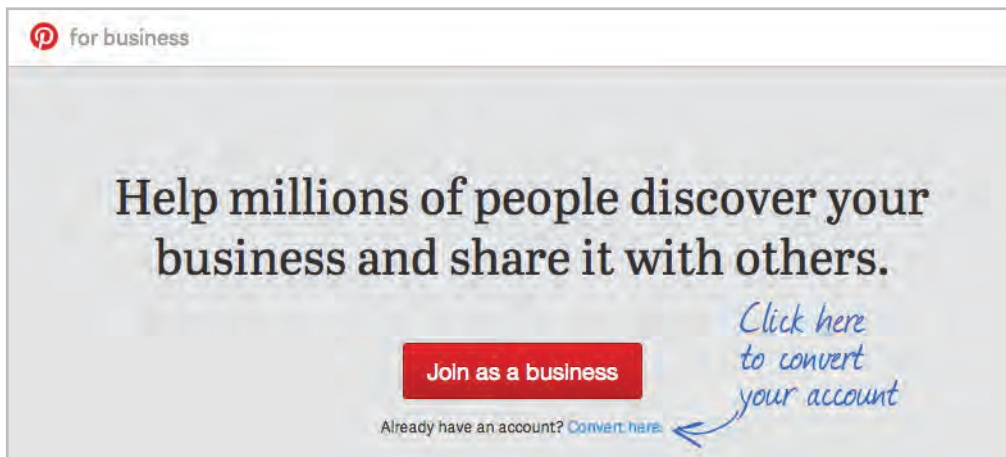 for business
Help millions of people discover your
business and share it with others.
Click here
to convert
your account
Join as a business
Already have an account? Convert here.